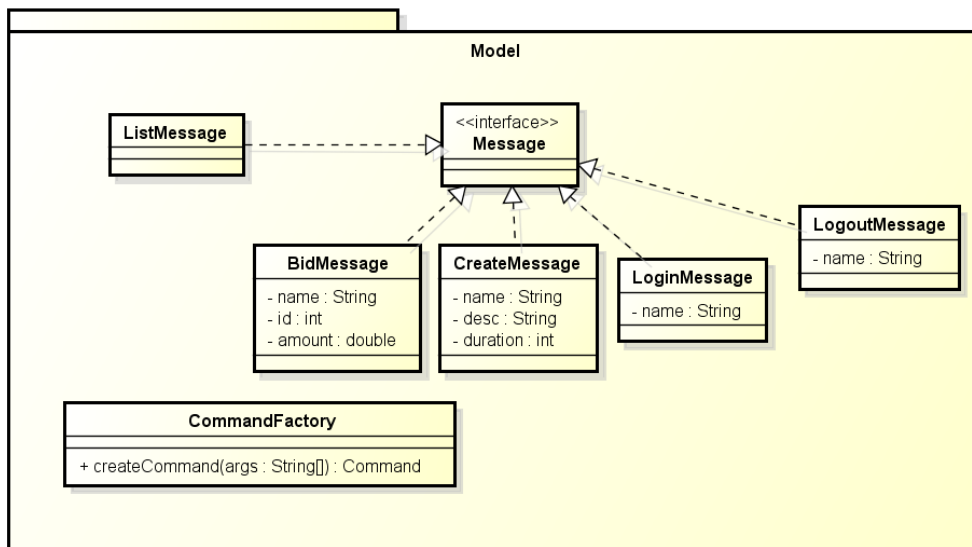 Model
ListMessage
<<interface>>
Message
LogoutMessage
- name : String
BidMessage
- name : String
- id : int
- amount : double
CreateMessage
- name : String
- desc : String
- duration : int
LoginMessage
- name : String
CommandFactory
+ createCommand(args : String[]) : Command